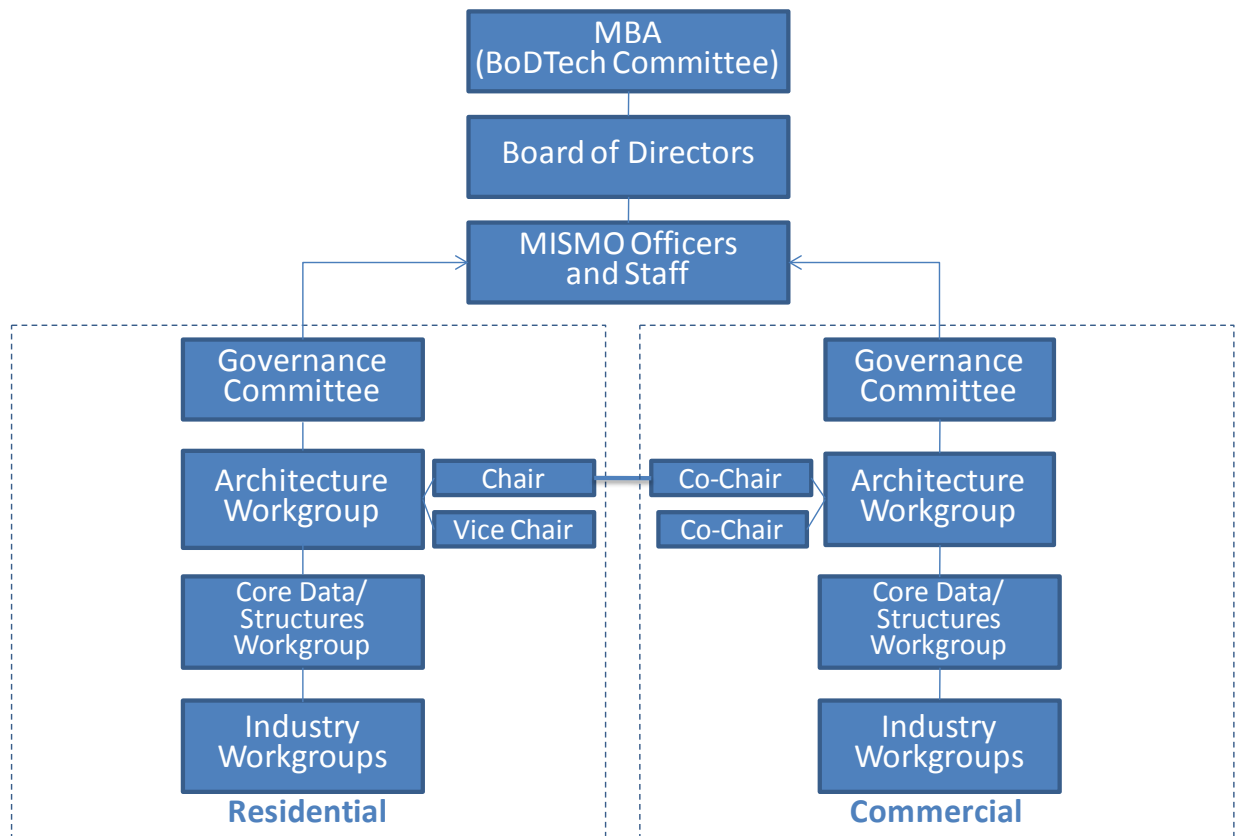 MBA
(BoDTech Committee)
Board of Directors
MISMO Officers
and Staff
Governance
Committee
Architecture
Workgroup
Chair
Vice Chair
Core Data/
Structures
Workgroup
Industry
Workgroups
Residential
Governance
Committee
Co-Chair
Co-Chair
Architecture
Workgroup
Core Data/
Structures
Workgroup
Industry
Workgroups
Commercial